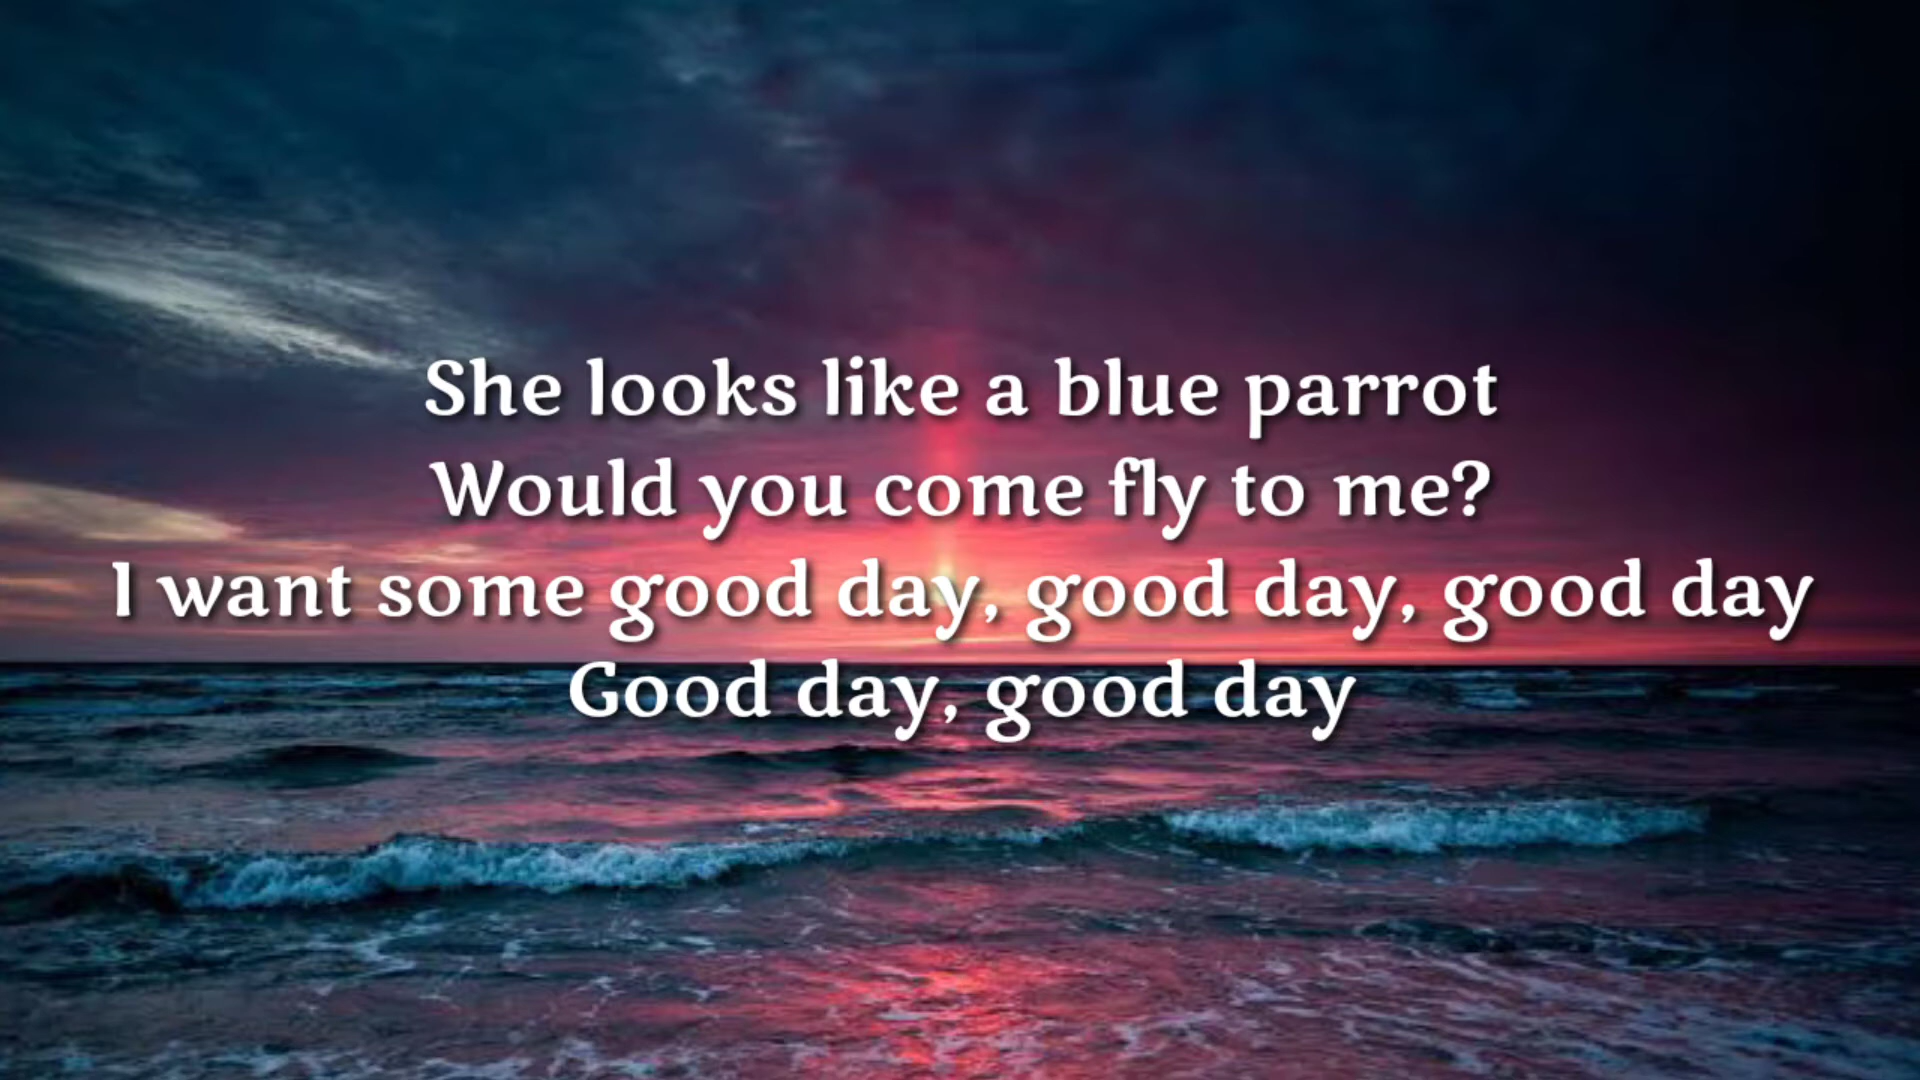 She looks like a blue parrot
Would you come fly to me?
I want some good day, good day, good day
Good day, good day